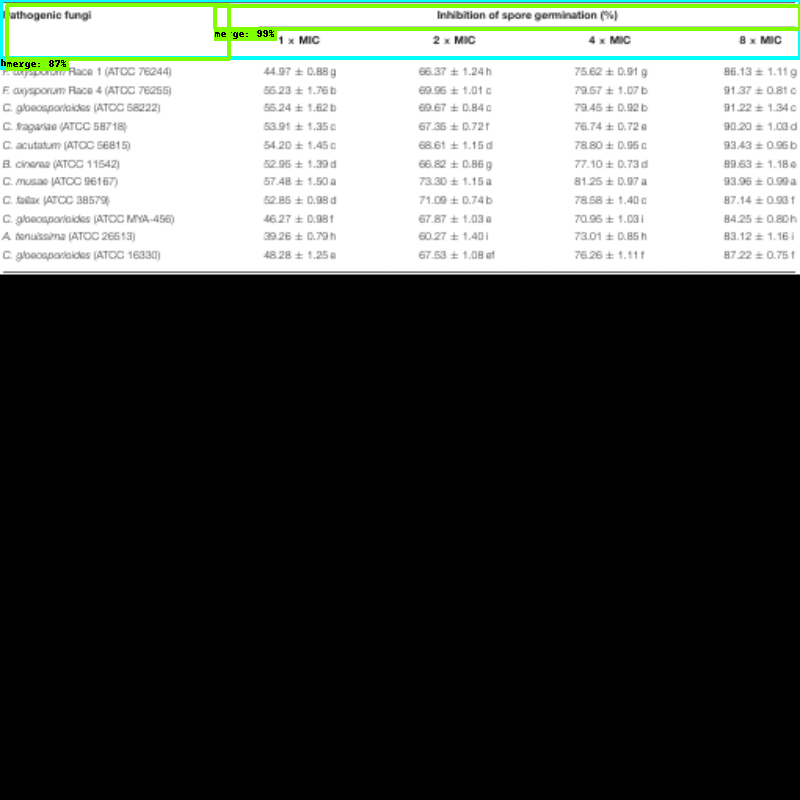 Pathogenic fungi Inhibition of spore germination (%)
merge: 99%
1 × MIC 2 × MIC 4 × MIC 8 × MIC
merge: 87%
F. oxysporum Race 1 (ATCC 76244) 44.97 ± 0.88 g 66.37 ± 1.24 h 75.62 ± 0.91 g 86.13 ± 1.11 g
F. oxysporum Race 4 (ATCC 76255) 55.23 ± 1.76 b 69.95 ± 1.01 c 79.57 ± 1.07 b 91.37 ± 0.81 c
C. gloeosporioides (ATCC 58222) 55.24 ± 1.62 b 69.67 ± 0.84 c 79.45 ± 0.92 b 91.22 ± 1.34 c
C. fragariae (ATCC 58718) 53.91 ± 1.35 c 67.35 ± 0.72 f 76.74 ± 0.72 e 90.20 ± 1.03 d
C. acutatum (ATCC 56815) 54.20 ± 1.45 c 68.61 ± 1.15 d 78.80 ± 0.95 c 93.43 ± 0.95 b
B. cinerea (ATCC 11542) 52.95 ± 1.39 d 66.82 ± 0.86 g 77.10 ± 0.73 d 89.63 ± 1.18 e
C. musae (ATCC 96167) 57.48 ± 1.50 a 73.30 ± 1.15 a 81.25 ± 0.97 a 93.96 ± 0.99 a
C. fallax (ATCC 38579) 52.85 ± 0.98 d 71.09 ± 0.74 b 78.58 ± 1.40 c 87.14 ± 0.93 f
C. gloeosporioides (ATCC MYA-456) 46.27 ± 0.98 f 67.87 ± 1.03 e 70.95 ± 1.03 i 84.25 ± 0.80 h
A. tenuissima (ATCC 26513) 39.26 ± 0.79 h 60.27 ± 1.40 i 73.01 ± 0.85 h 83.12 ± 1.16 i
C. gloeosporioides (ATCC 16330) 48.28 ± 1.25 e 67.53 ± 1.08 ef 76.26 ± 1.11 f 87.22 ± 0.75 f